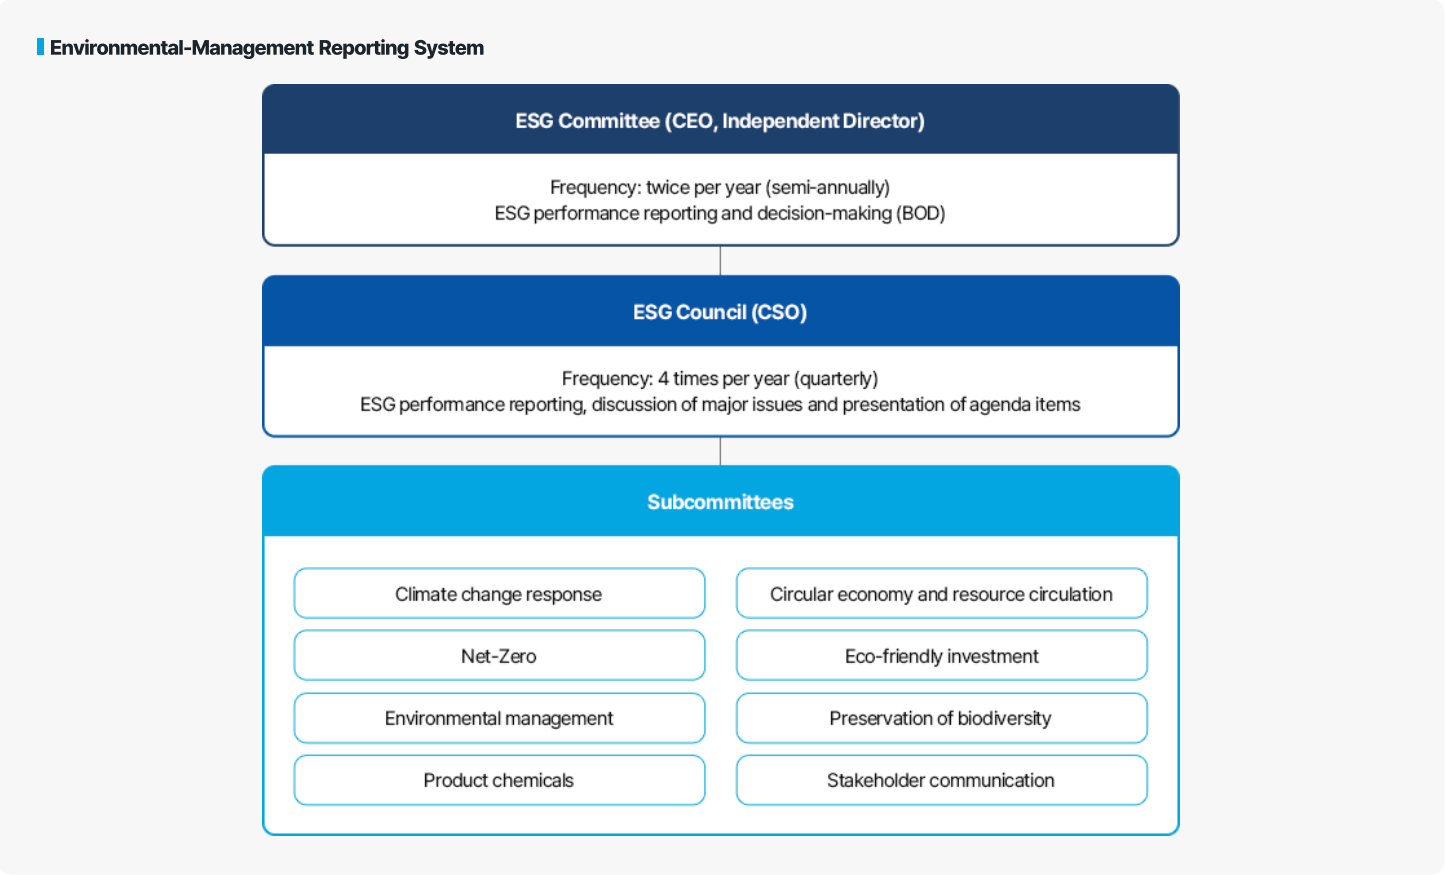 Environmental-Management Reporting System
ESG Committee (CEO, Independent Director)
Frequency: twice per year (semi-annually)
ESG performance reporting and decision-making (BOD)
ESG Council (CSO)
Frequency: 4 times per year (quarterly)
ESG performance reporting, discussion of major issues and presentation of agenda items
Subcommittees
Climate change response
Circular economy and resource circulation
Net-Zero
Eco-friendly investment
Environmental management
Preservation of biodiversity
Product chemicals
Stakeholder communication